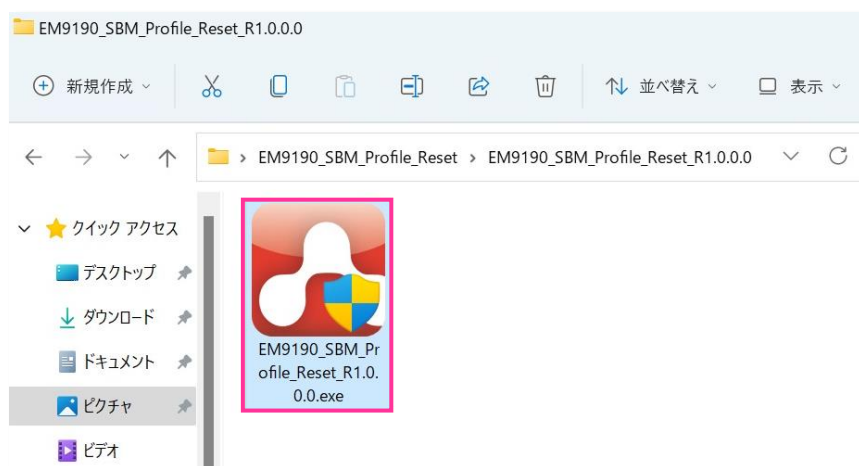 EM9190_SBM_Profile_Reset_R1.0.0.0
新規作成
並べ替え
表示
EM9190_SBM_Profile_Reset > EM9190_SBM_Profile_Reset_R1.0.0.0
クイック アクセス
デスクトップ
ダウンロード
ドキュメント
ピクチャ
ビデオ
EM9190_SBM_Pr
ofile_Reset_R1.0.
0.0.exe